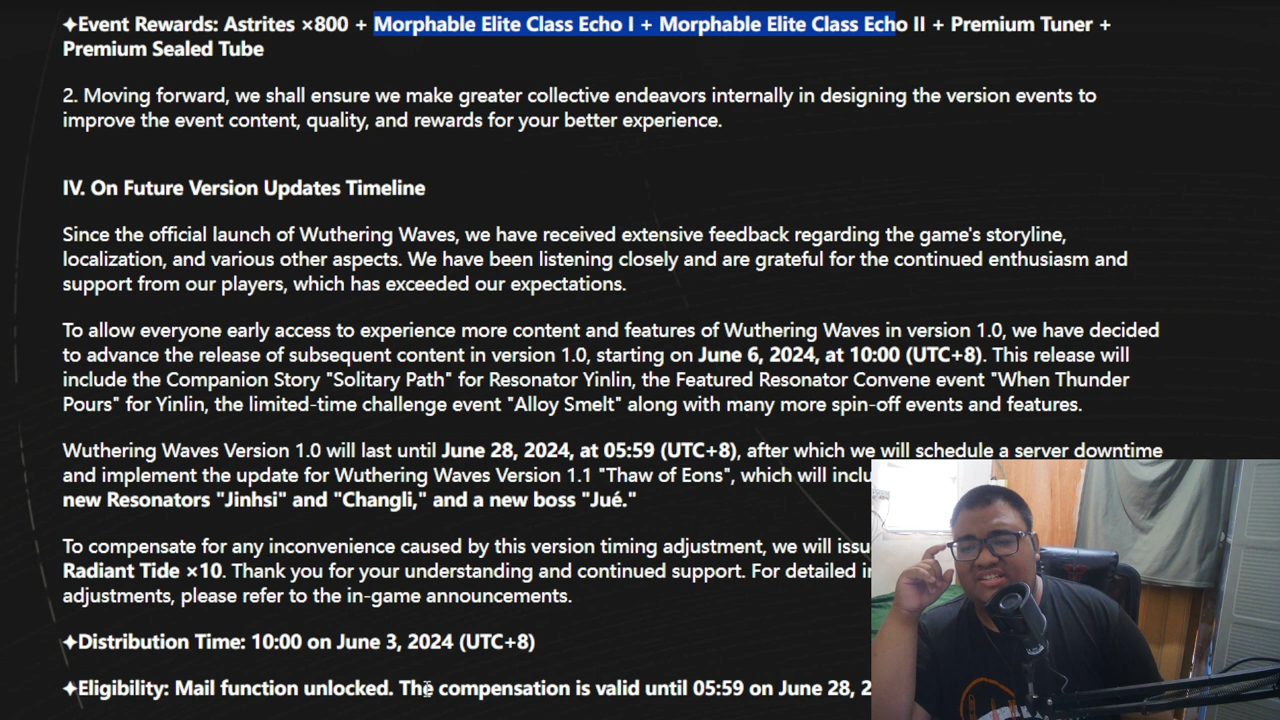 ✦Event Rewards: Astrites ×800 + Morphable Elite Class Echo I + Morphable Elite Class Echo II + Premium Tuner +
Premium Sealed Tube
2. Moving forward, we shall ensure we make greater collective endeavors internally in designing the version events to
improve the event content, quality, and rewards for your better experience.
IV. On Future Version Updates Timeline
Since the official launch of Wuthering Waves, we have received extensive feedback regarding the game's storyline,
localization, and various other aspects. We have been listening closely and are grateful for the continued enthusiasm and
support from our players, which has exceeded our expectations.
To allow everyone early access to experience more content and features of Wuthering Waves in version 1.0, we have decided
to advance the release of subsequent content in version 1.0, starting on June 6, 2024, at 10:00 (UTC+8). This release will
include the Companion Story "Solitary Path" for Resonator Yinlin, the Featured Resonator Convene event "When Thunder
Pours" for Yinlin, the limited-time challenge event "Alloy Smelt" along with many more spin-off events and features.
Wuthering Waves Version 1.0 will last until June 28, 2024, at 05:59 (UTC+8), after which we will schedule a server downtime
and implement the update for Wuthering Waves Version 1.1 "Thaw of Eons", which will inclu
new Resonators "Jinhsi" and "Changli," and a new boss "Jué."
To compensate for any inconvenience caused by this version timing adjustment, we will issu
Radiant Tide ×10. Thank you for your understanding and continued support. For detailed in
adjustments, please refer to the in-game announcements.
✦Distribution Time: 10:00 on June 3, 2024 (UTC+8)
✦Eligibility: Mail function unlocked. The compensation is valid until 05:59 on June 28, 2